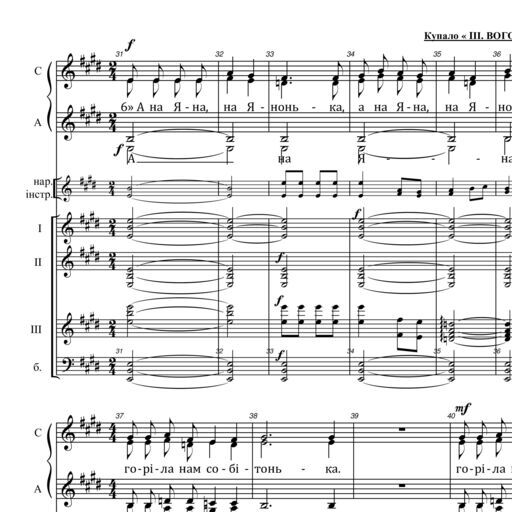 Купало « III. ВОГО
f
31 32 33 34 35 36
С
6» А на Я-на, на Я-нонь - ка, а на Я-на, на Я-но
А
f
А на Я - - - на
нар.
інстр.
I
f
II
f
III
f
31 32 33 34 35 36
б.
f
37 38 39 40
mf
С
го-рі-ла нам со-бі-тонь - ка. го-рі-л
А